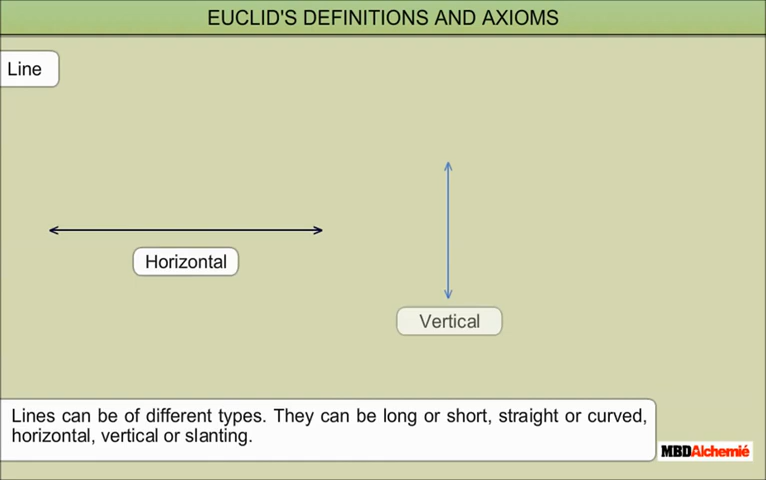 EUCLID'S DEFINITIONS AND AXIOMS
Line
Horizontal
Vertical
Lines can be of different types. They can be long or short, straight or curved,
horizontal, vertical or slanting.
MBDAlchemié